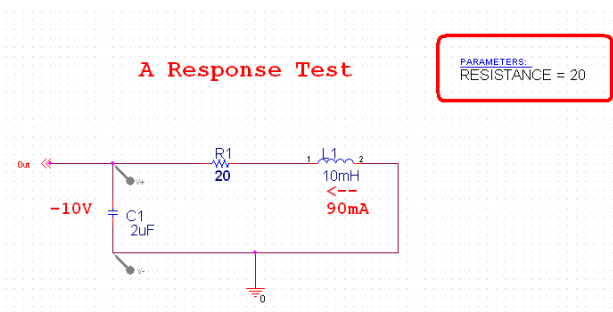 A Response Test
PARAMETERS:
RESISTANCE = 20
Out
R1
20
1
L1
2
10mH
<--
90mA
V+
-10V
C1
2uF
V-
0